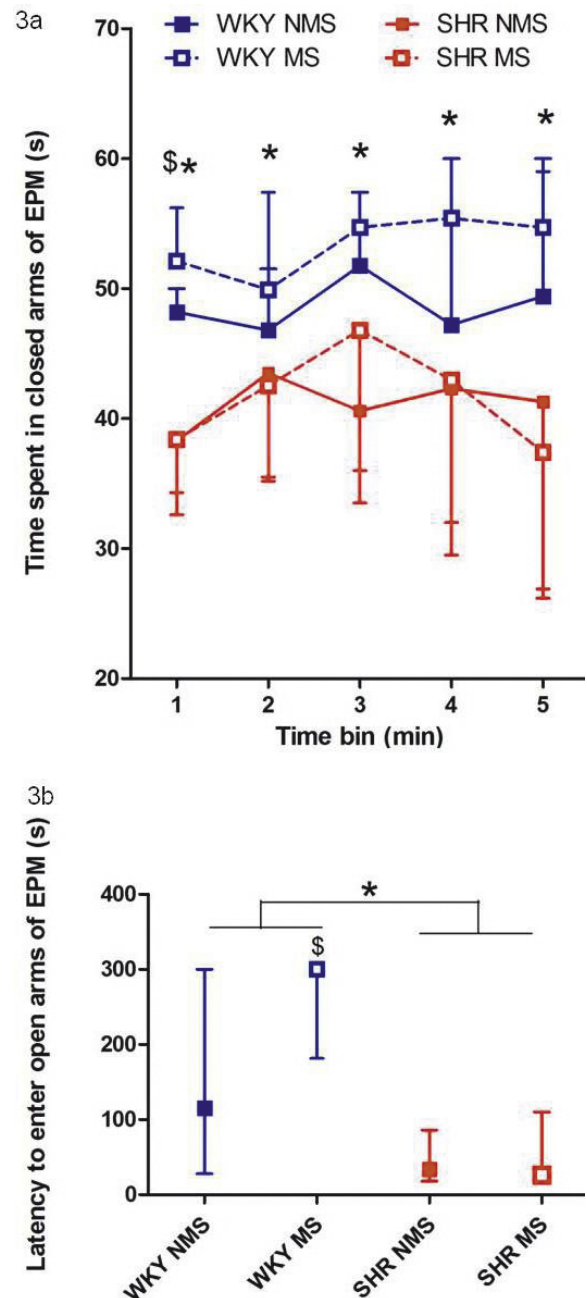 3a
WKY NMS
SHR NMS
WKY MS
SHR MS
Time spent in closed arms of EPM (s)
70
60
50
40
30
20
$* * * * *
1 2 3 4 5
Time bin (min)
3b
Latency to enter open arms of EPM (s)
400
300
200
100
0
*
$
WKY NMS
WKY MS
SHR NMS
SHR MS